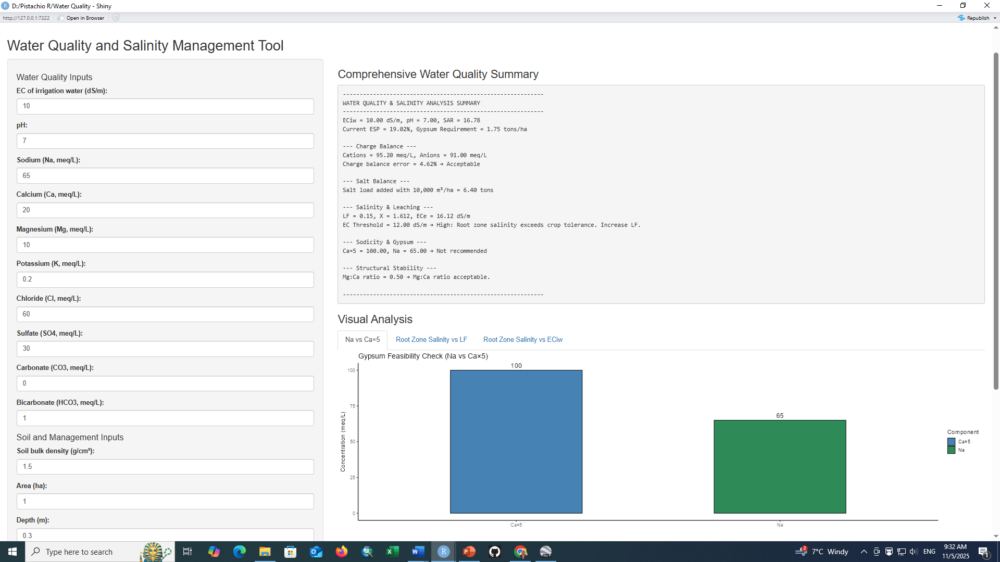 D:/Pistachio R/Water Quality - Shiny
http://127.0.0.1:7222
Open in Browser
Republish
Water Quality and Salinity Management Tool
Water Quality Inputs
EC of irrigation water (dS/m):
10
pH:
7
Sodium (Na, meq/L):
65
Calcium (Ca, meq/L):
20
Magnesium (Mg, meq/L):
10
Potassium (K, meq/L):
0.2
Chloride (Cl, meq/L):
60
Sulfate (SO4, meq/L):
30
Carbonate (CO3, meq/L):
0
Bicarbonate (HCO3, meq/L):
1
Soil and Management Inputs
Soil bulk density (g/cm³):
1.5
Area (ha):
1
Depth (m):
0.3
Comprehensive Water Quality Summary
------------------------------------------------------------
WATER QUALITY & SALINITY ANALYSIS SUMMARY
------------------------------------------------------------
ECiw = 10.00 dS/m, pH = 7.00, SAR = 16.78
Current ESP = 19.02%, Gypsum Requirement = 1.75 tons/ha
--- Charge Balance ---
Cations = 95.20 meq/L, Anions = 91.00 meq/L
Charge balance error = 4.62% → Acceptable
--- Salt Balance ---
Salt load added with 10,000 m³/ha = 6.40 tons
--- Salinity & Leaching ---
LF = 0.15, X = 1.612, ECe = 16.12 dS/m
EC Threshold = 12.00 dS/m → High: Root zone salinity exceeds crop tolerance. Increase LF.
--- Sodicity & Gypsum ---
Ca×5 = 100.00, Na = 65.00 → Not recommended
--- Structural Stability ---
Mg:Ca ratio = 0.50 → Mg:Ca ratio acceptable.
------------------------------------------------------------
Visual Analysis
Na vs Ca×5
Root Zone Salinity vs LF
Root Zone Salinity vs ECiw
Gypsum Feasibility Check (Na vs Ca×5)
Concentration (meq/L)
100
75
50
25
0
100
65
Ca×5
Na
Component
Ca×5
Na
Type here to search
2
7°C Windy
ENG
9:32 AM
11/5/2025
1